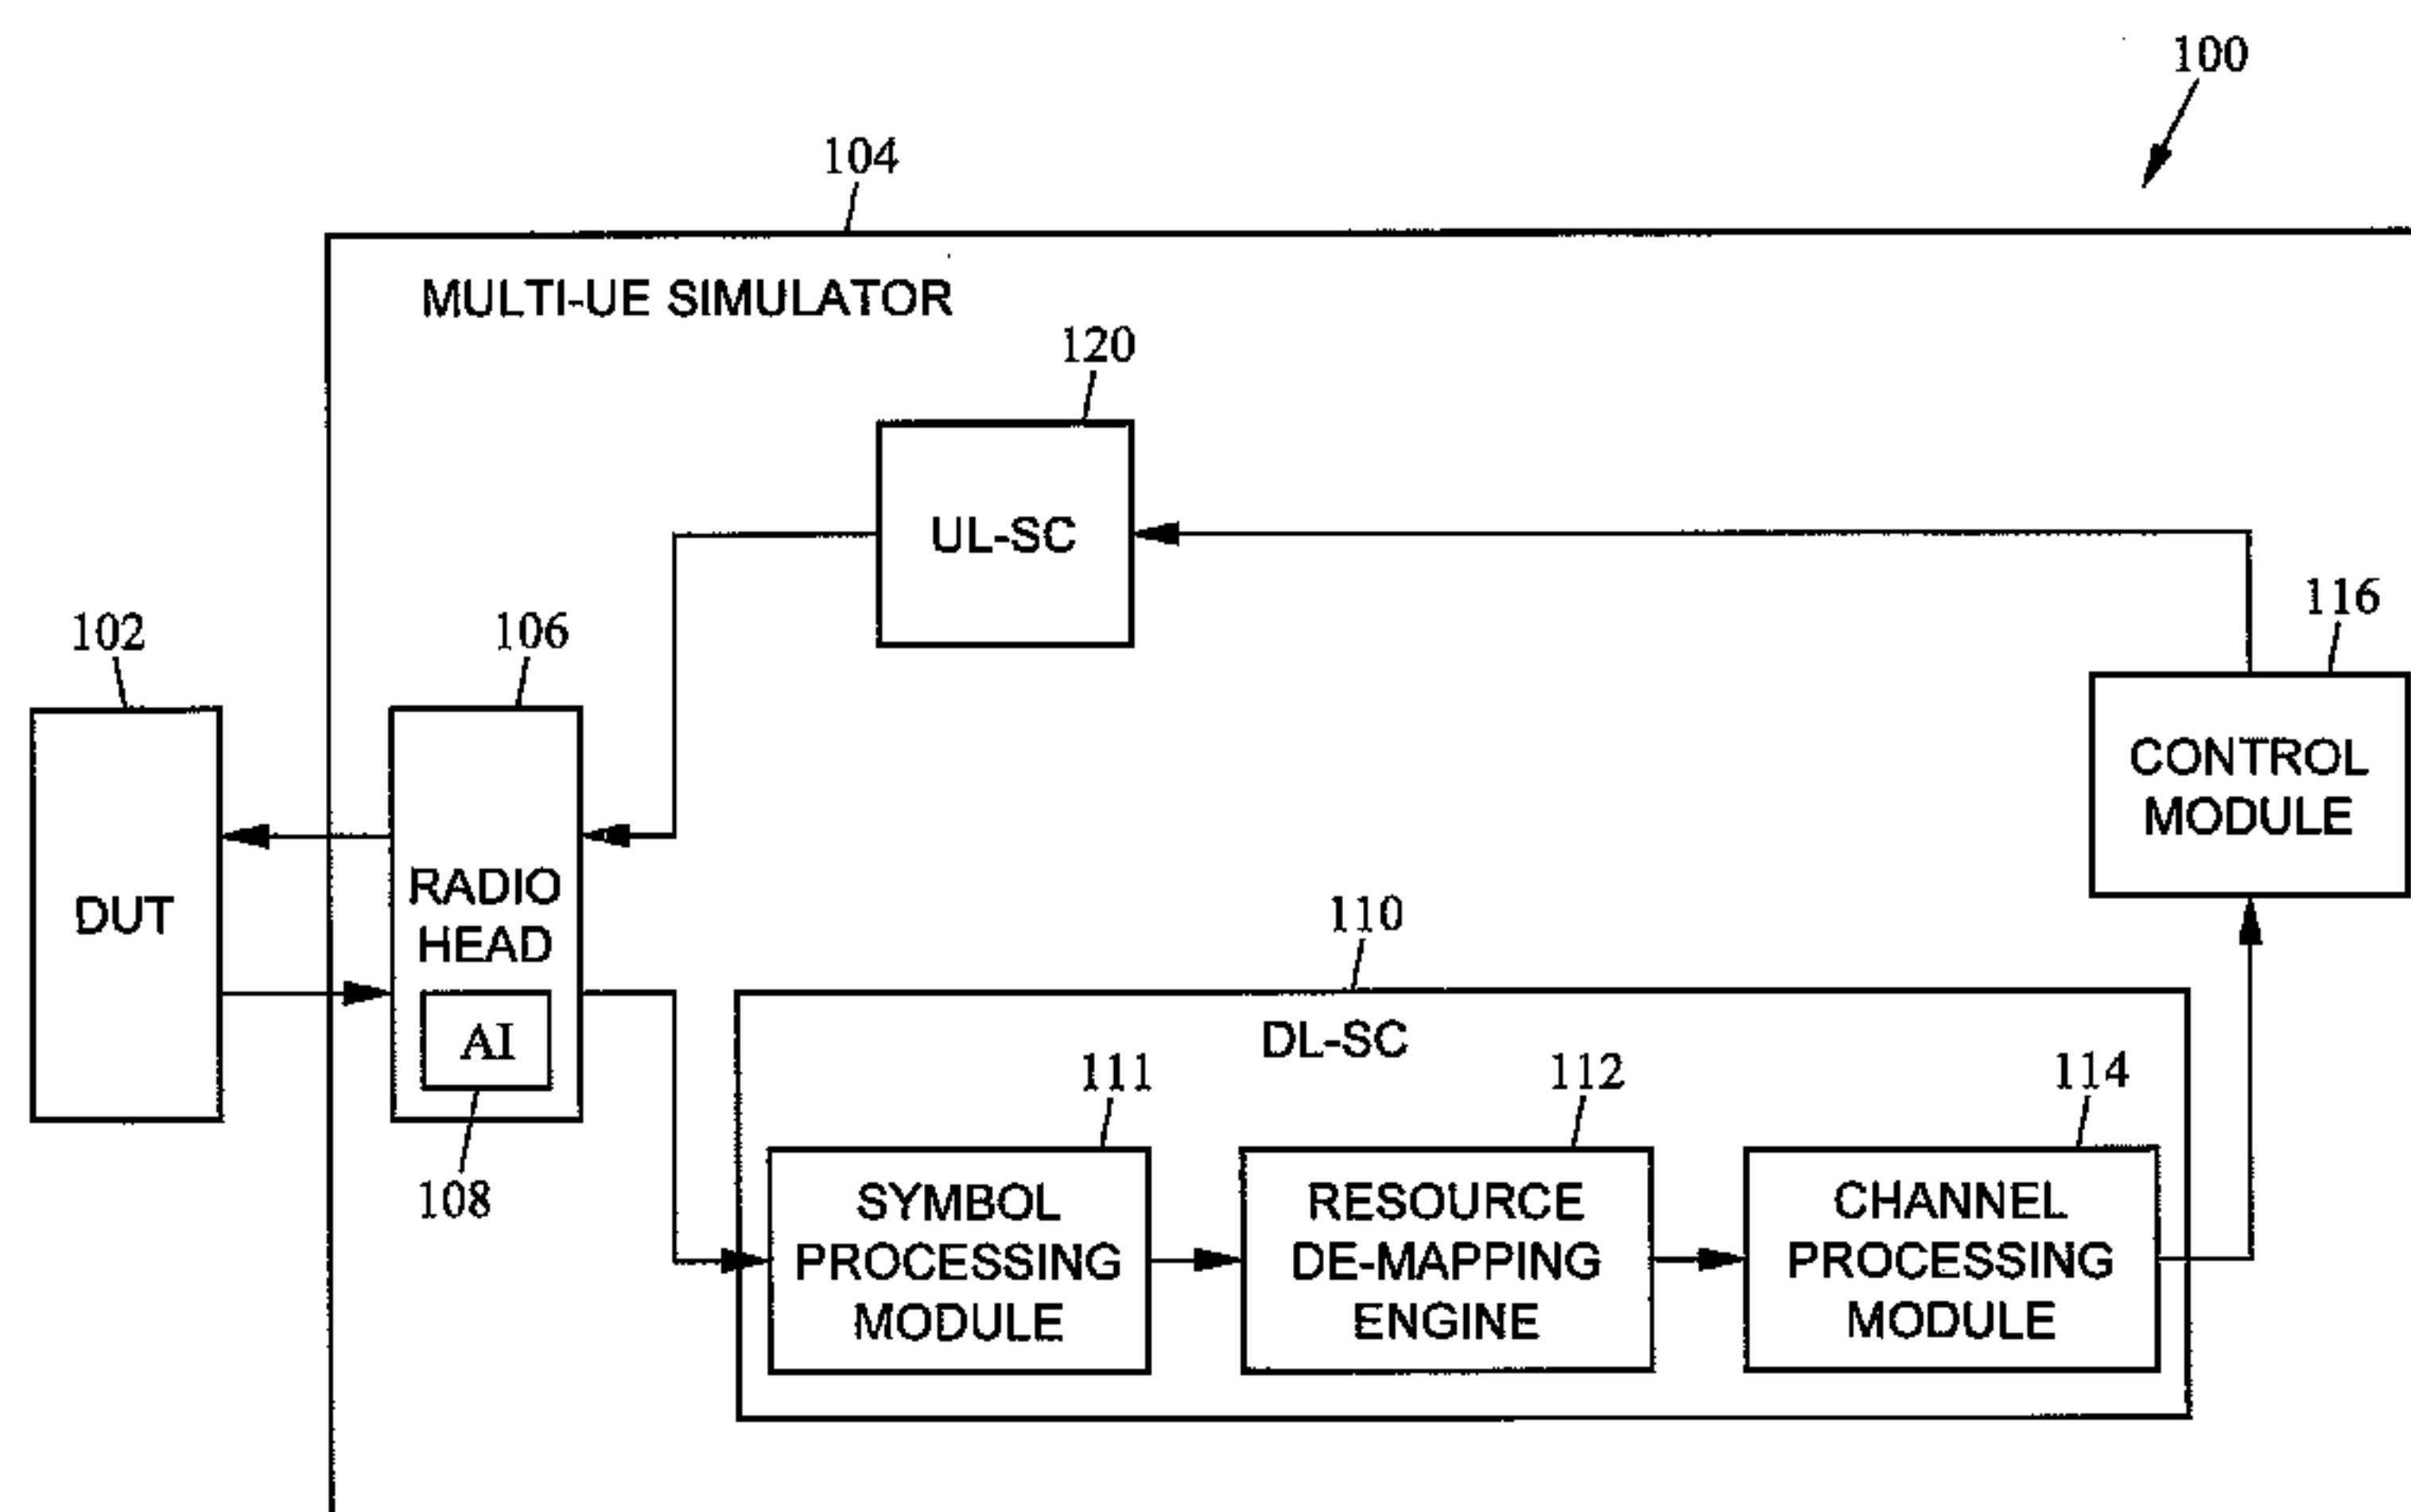 100
104
MULTI-UE SIMULATOR
120
UL-SC
116
CONTROL
MODULE
102
106
DUT
RADIO
HEAD
AI
108
110
DL-SC
111
112
114
SYMBOL
PROCESSING
MODULE
RESOURCE
DE-MAPPING
ENGINE
CHANNEL
PROCESSING
MODULE